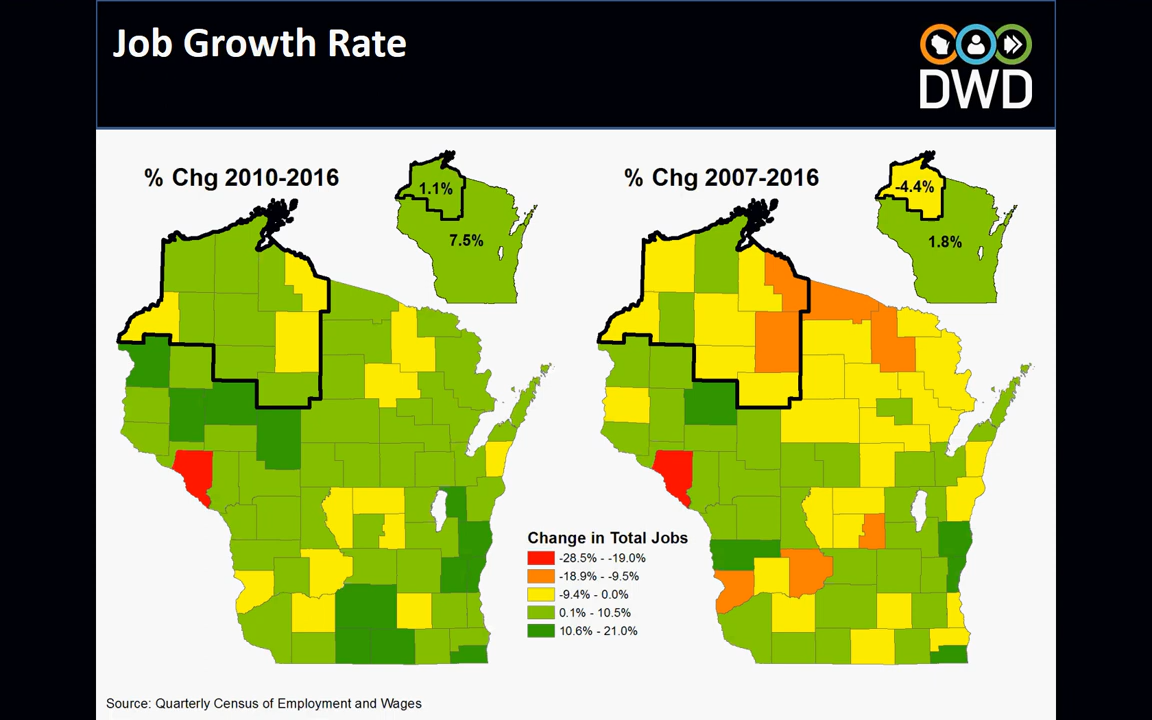 Job Growth Rate
DWD
% Chg 2010-2016
1.1%
7.5%
% Chg 2007-2016
-4.4%
1.8%
Change in Total Jobs
-28.5% - -19.0%
-18.9% - -9.5%
-9.4% - 0.0%
0.1% - 10.5%
10.6% - 21.0%
Source: Quarterly Census of Employment and Wages